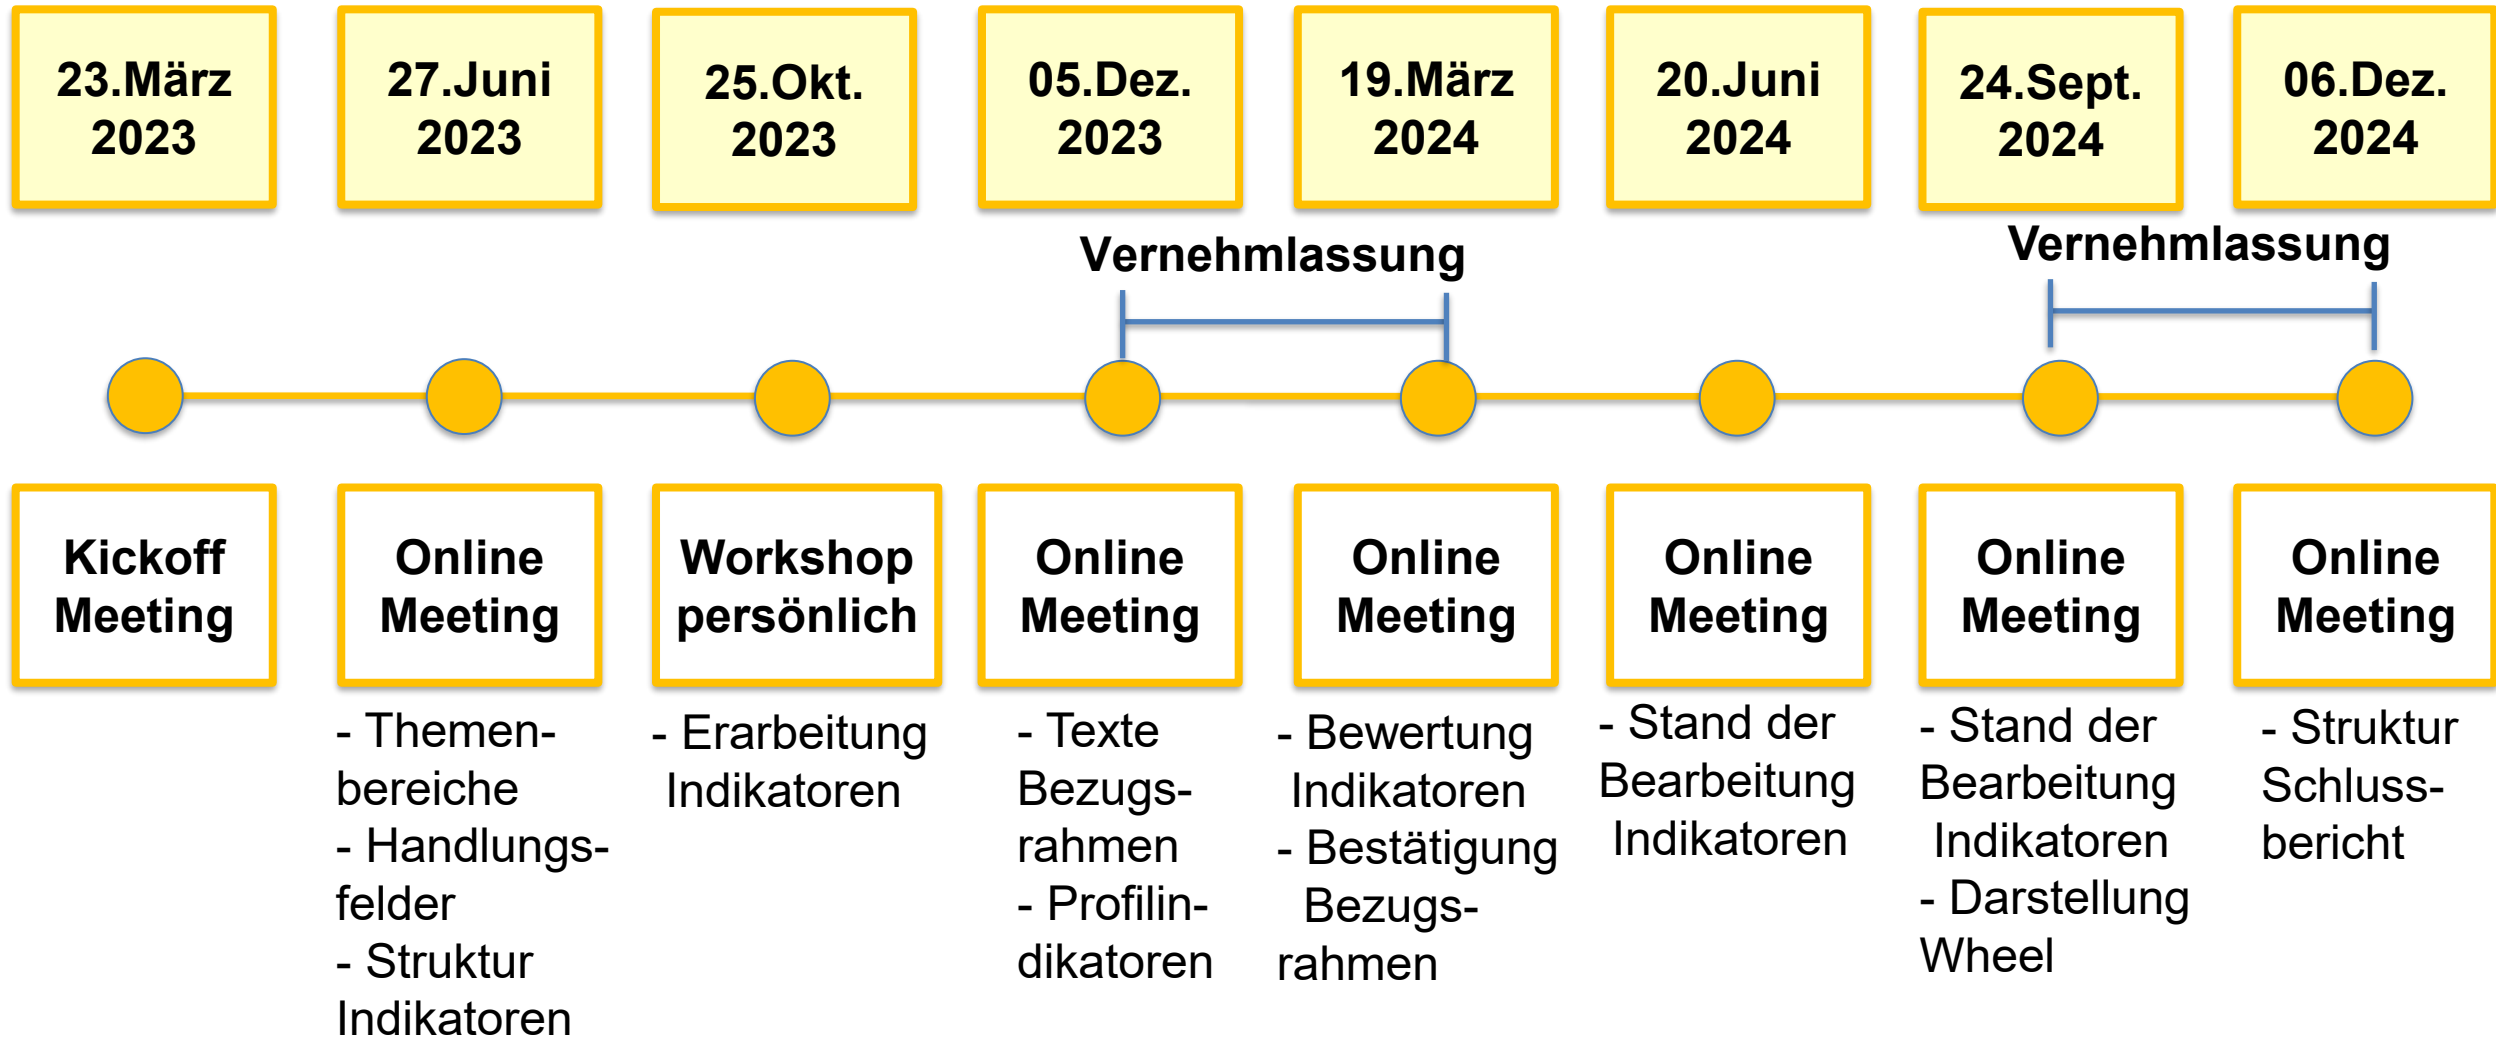 23.März
2023
27.Juni
2023
25.Okt.
2023
05.Dez.
2023
19.März
2024
20.Juni
2024
24.Sept.
2024
06.Dez.
2024
Vernehmlassung
Vernehmlassung
Kickoff
Meeting
Online
Meeting
Workshop
persönlich
Online
Meeting
Online
Meeting
Online
Meeting
Online
Meeting
Online
Meeting
- Themen-
bereiche
- Handlungs-
felder
- Struktur
Indikatoren
- Erarbeitung
Indikatoren
- Texte
Bezugs-
rahmen
- Profilin-
dikatoren
- Bewertung
Indikatoren
- Bestätigung
Bezugs-
rahmen
- Stand der
Bearbeitung
Indikatoren
- Stand der
Bearbeitung
Indikatoren
- Darstellung
Wheel
- Struktur
Schluss-
bericht